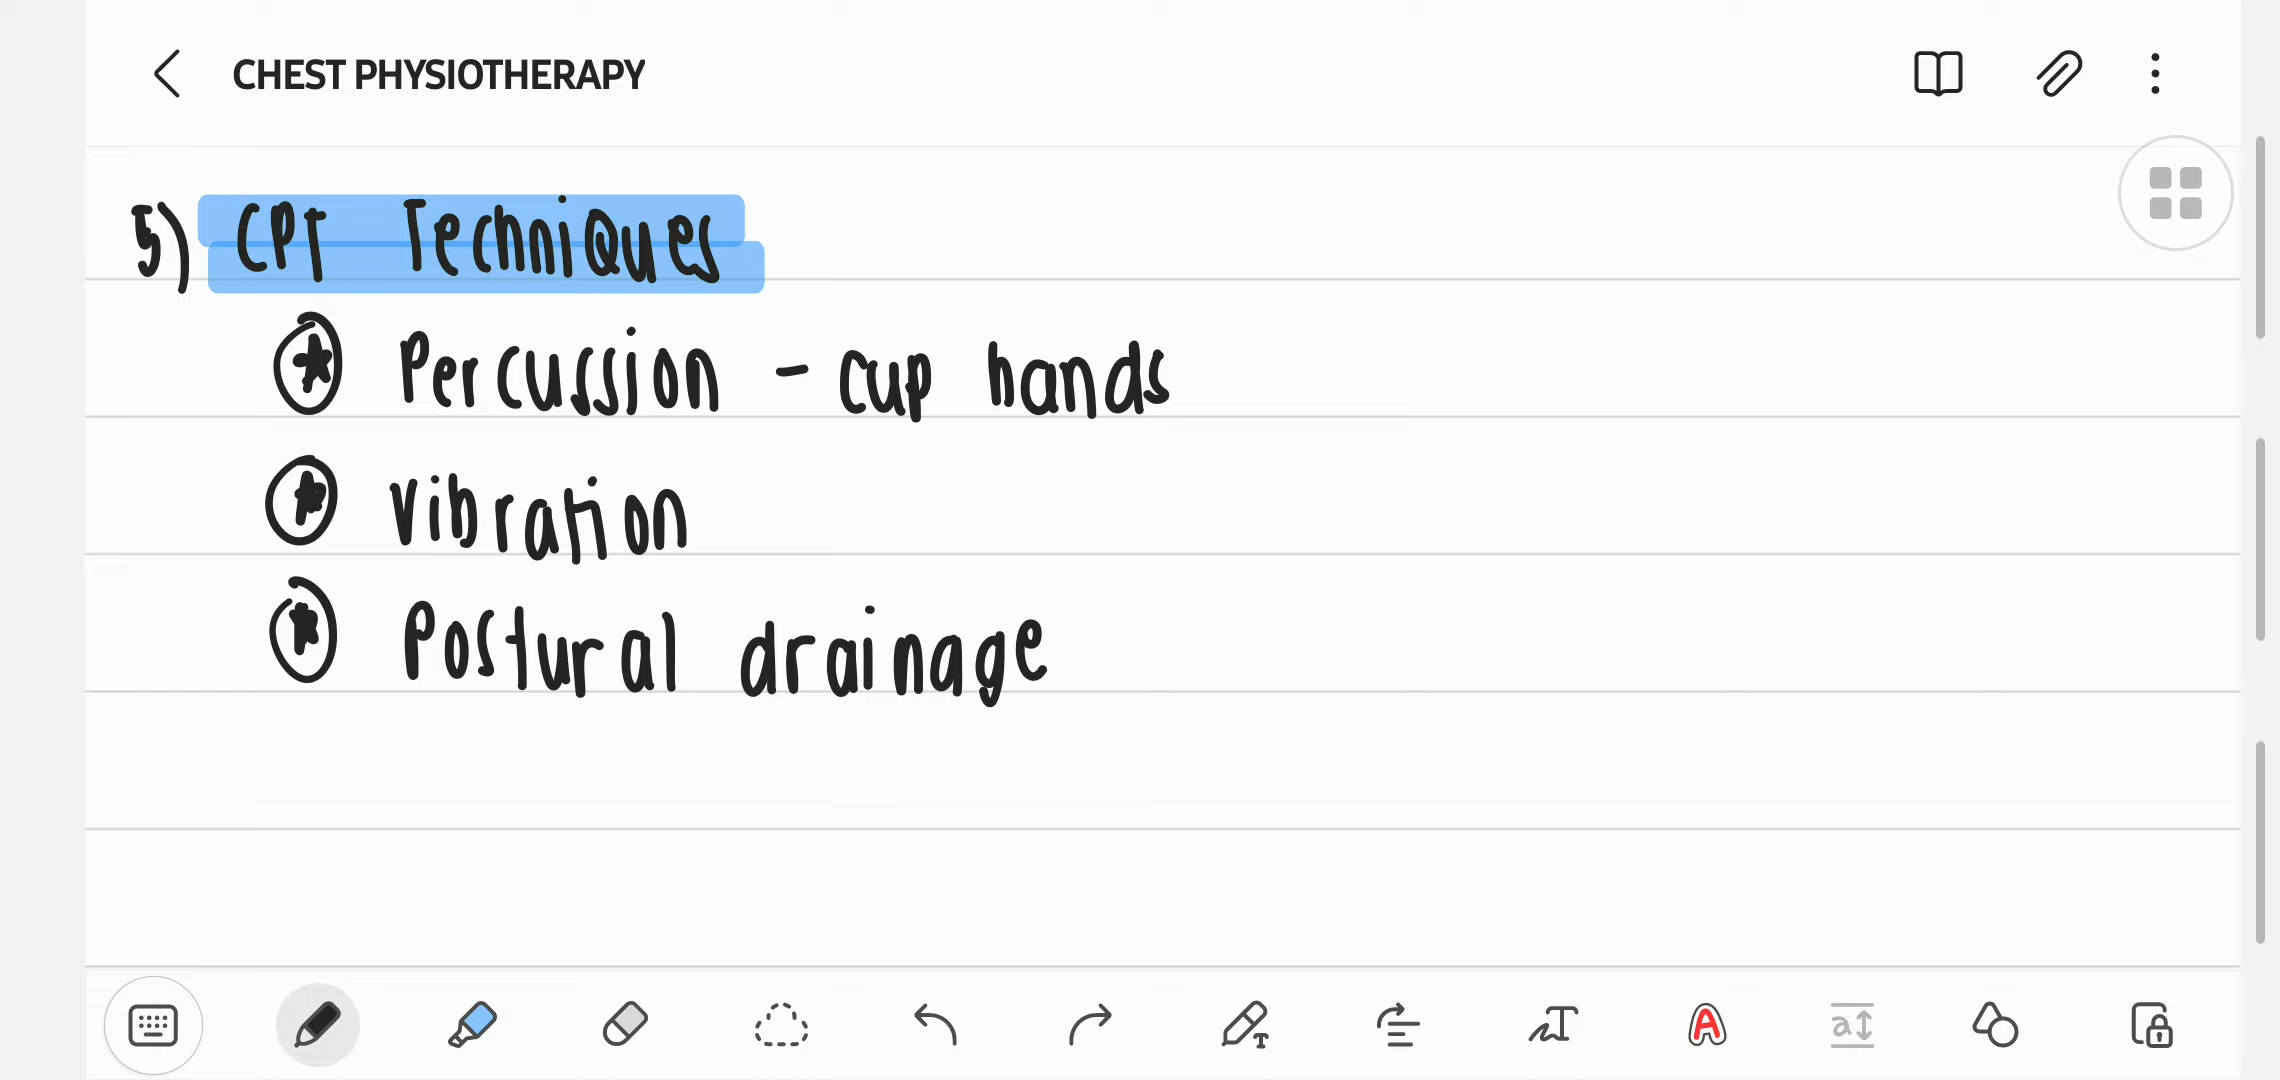 CHEST PHYSIOTHERAPY
5) CPT Techniques
Percussion - cup hands
Vibration
Postural drainage